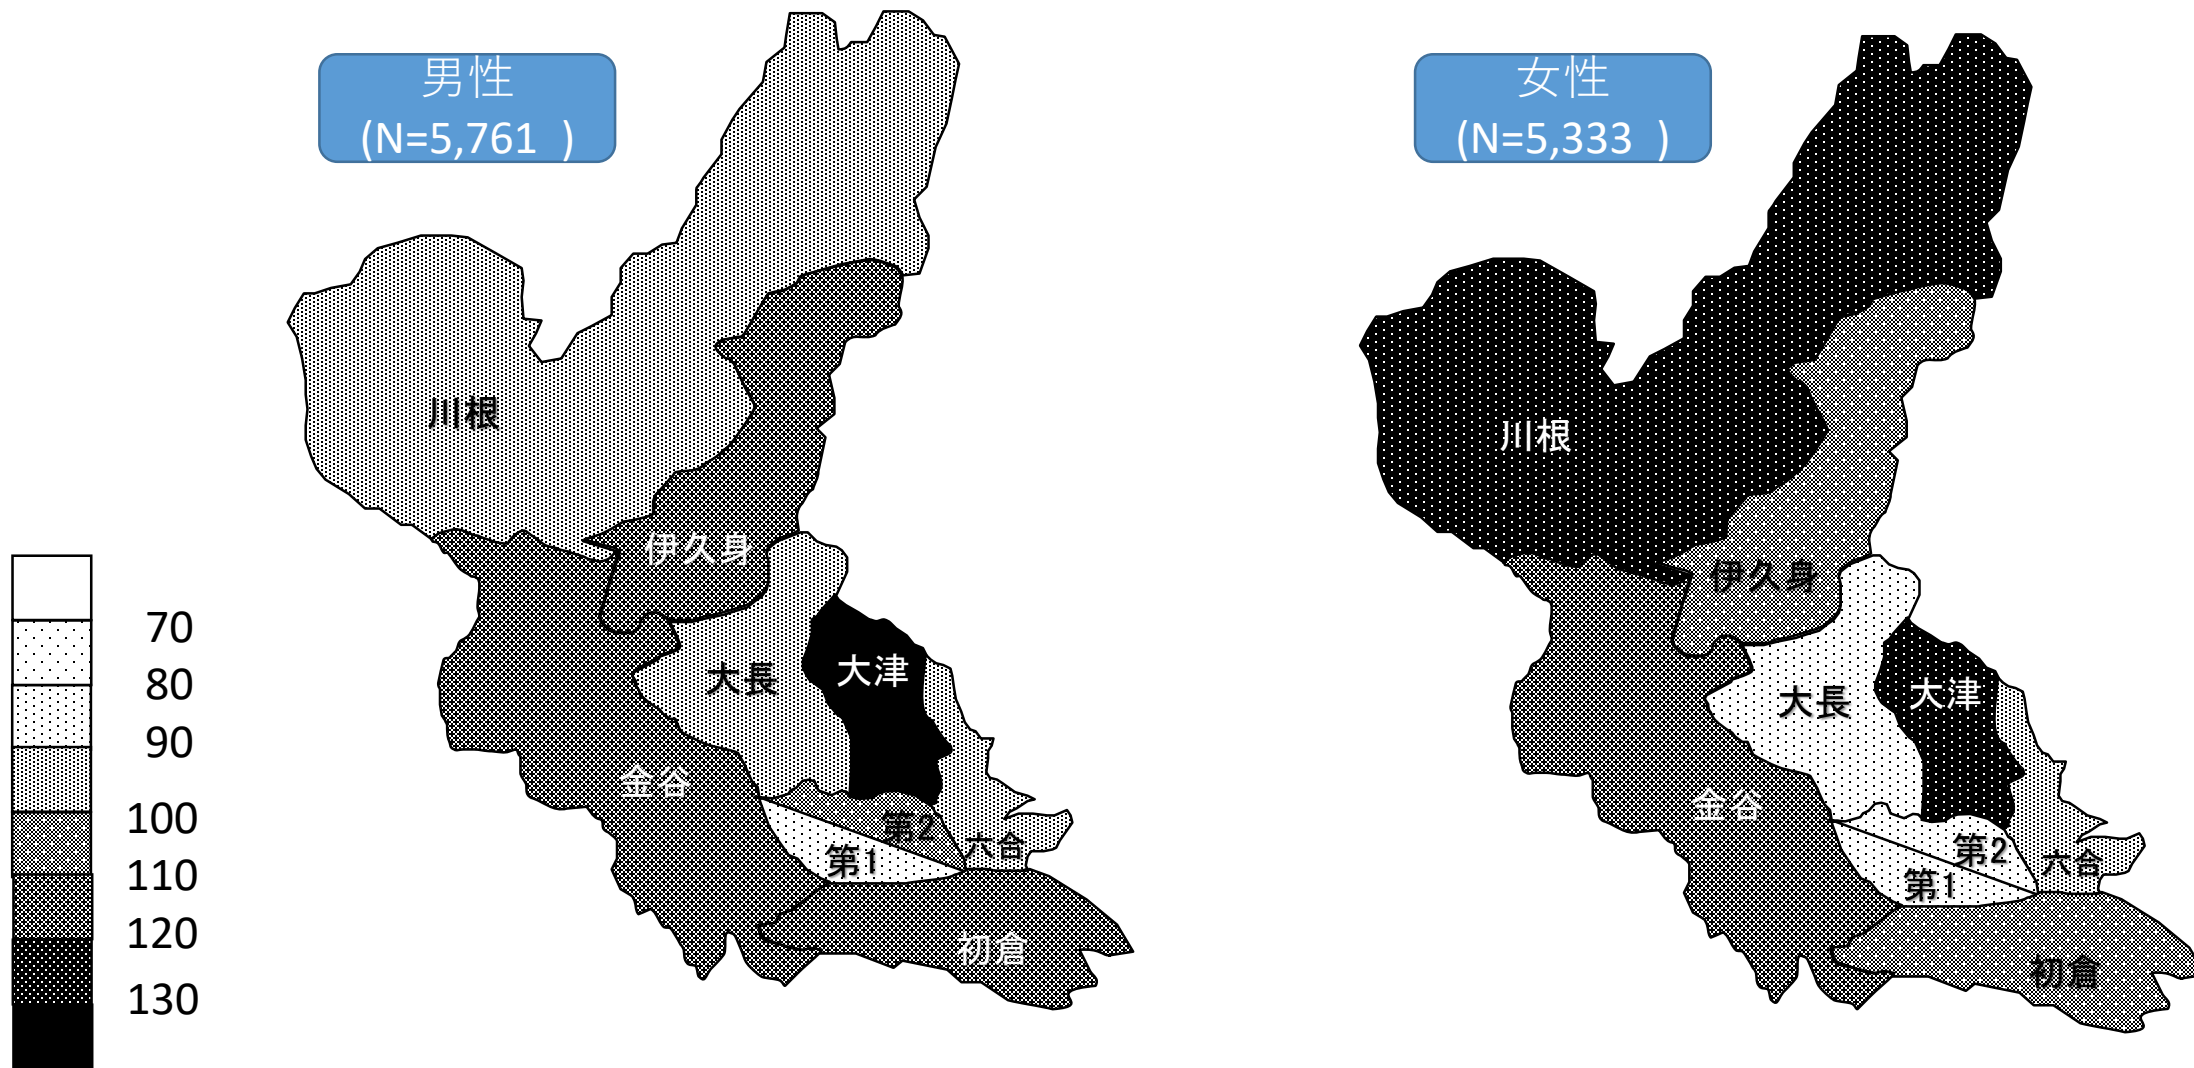 男性
(N=5,761 )
女性
(N=5,333 )
川根
伊久身
大長
大津
金谷
第2
第1
六合
初倉
川根
伊久身
大長
大津
金谷
第2
第1
六合
初倉
70
80
90
100
110
120
130